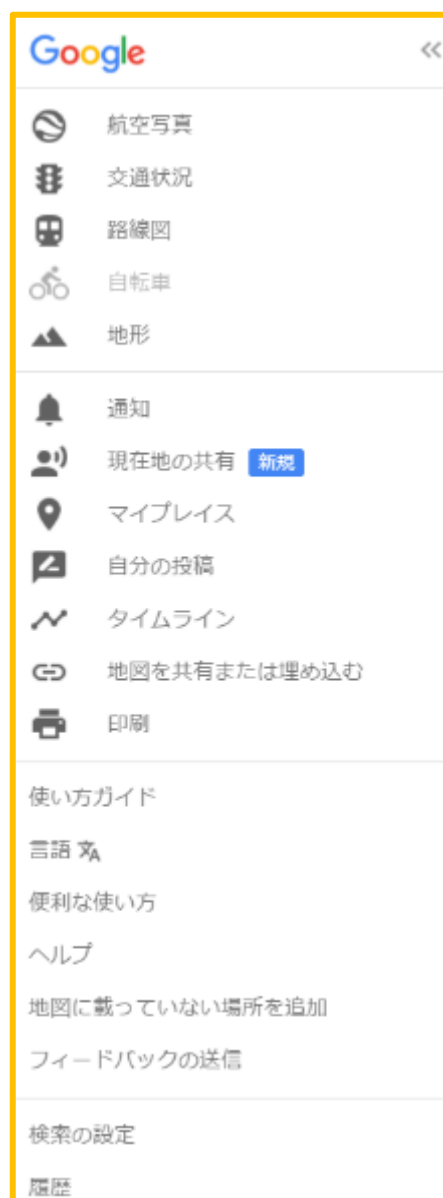 Google
航空写真
交通状況
路線図
自転車
地形
通知
現在地の共有 新規
マイプレイス
自分の投稿
タイムライン
地図を共有または埋め込む
印刷
使い方ガイド
言語
便利な使い方
ヘルプ
地図に載っていない場所を追加
フィードバックの送信
検索の設定
履歴